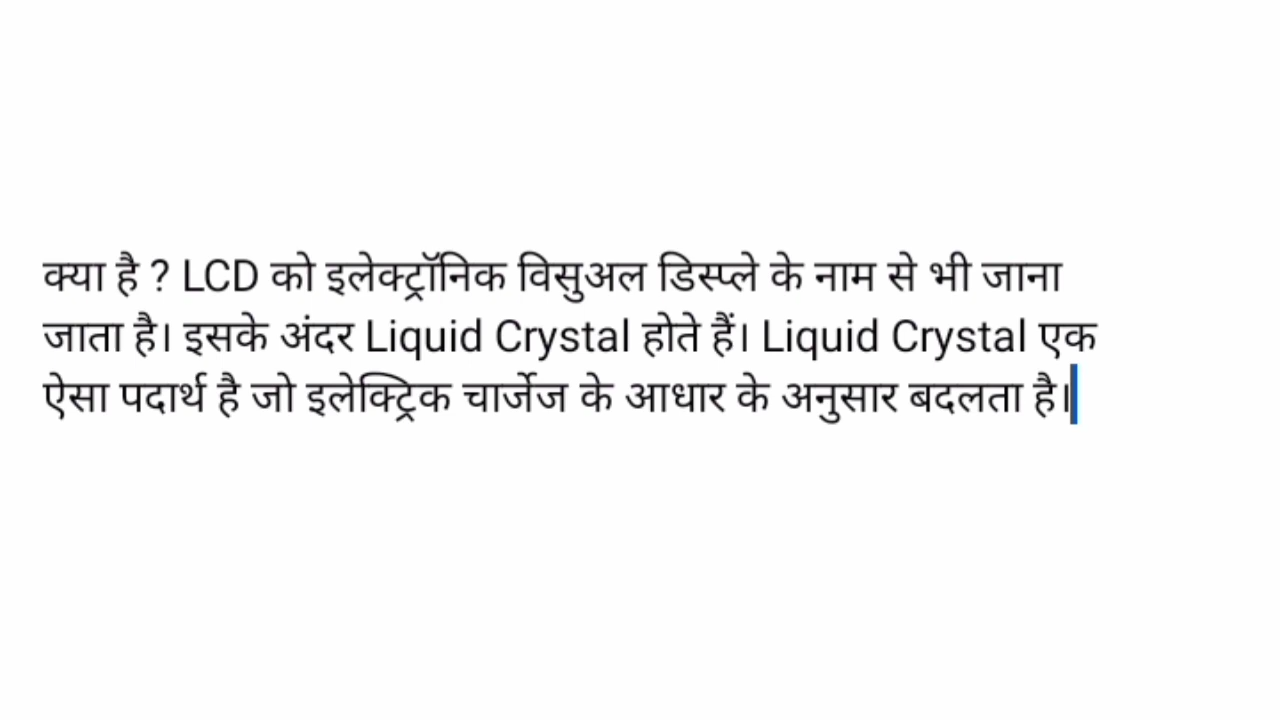 क्या है ? LCD को इलेक्ट्रॉनिक विसुअल डिस्प्ले के नाम से भी जाना
जाता है। इसके अंदर Liquid Crystal होते हैं। Liquid Crystal एक
ऐसा पदार्थ है जो इलेक्ट्रिक चार्जेज के आधार के अनुसार बदलता है।